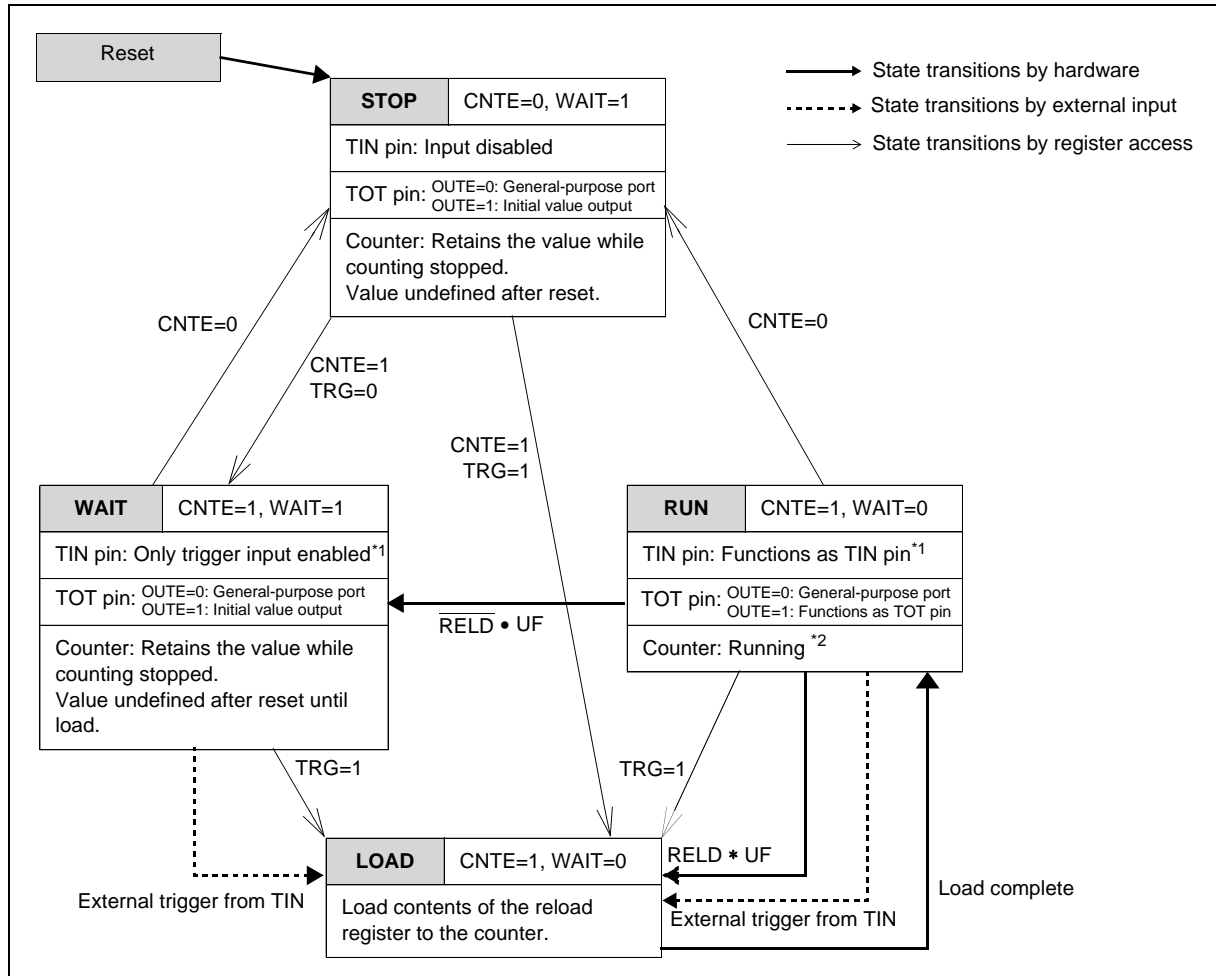 Reset
State transitions by hardware
State transitions by external input
State transitions by register access
STOP CNTE=0, WAIT=1
TIN pin: Input disabled
TOT pin: OUTE=0: General-purpose port
OUTE=1: Initial value output
Counter: Retains the value while
counting stopped.
Value undefined after reset.
CNTE=0
CNTE=1
TRG=0
CNTE=1
TRG=1
CNTE=0
WAIT CNTE=1, WAIT=1
TIN pin: Only trigger input enabled*1
TOT pin: OUTE=0: General-purpose port
OUTE=1: Initial value output
Counter: Retains the value while
counting stopped.
Value undefined after reset until
load.
R̅E̅L̅D̅ • UF
RUN CNTE=1, WAIT=0
TIN pin: Functions as TIN pin*1
TOT pin: OUTE=0: General-purpose port
OUTE=1: Functions as TOT pin
Counter: Running *2
TRG=1
TRG=1
External trigger from TIN
LOAD CNTE=1, WAIT=0
Load contents of the reload
register to the counter.
RELD * UF
External trigger from TIN
Load complete